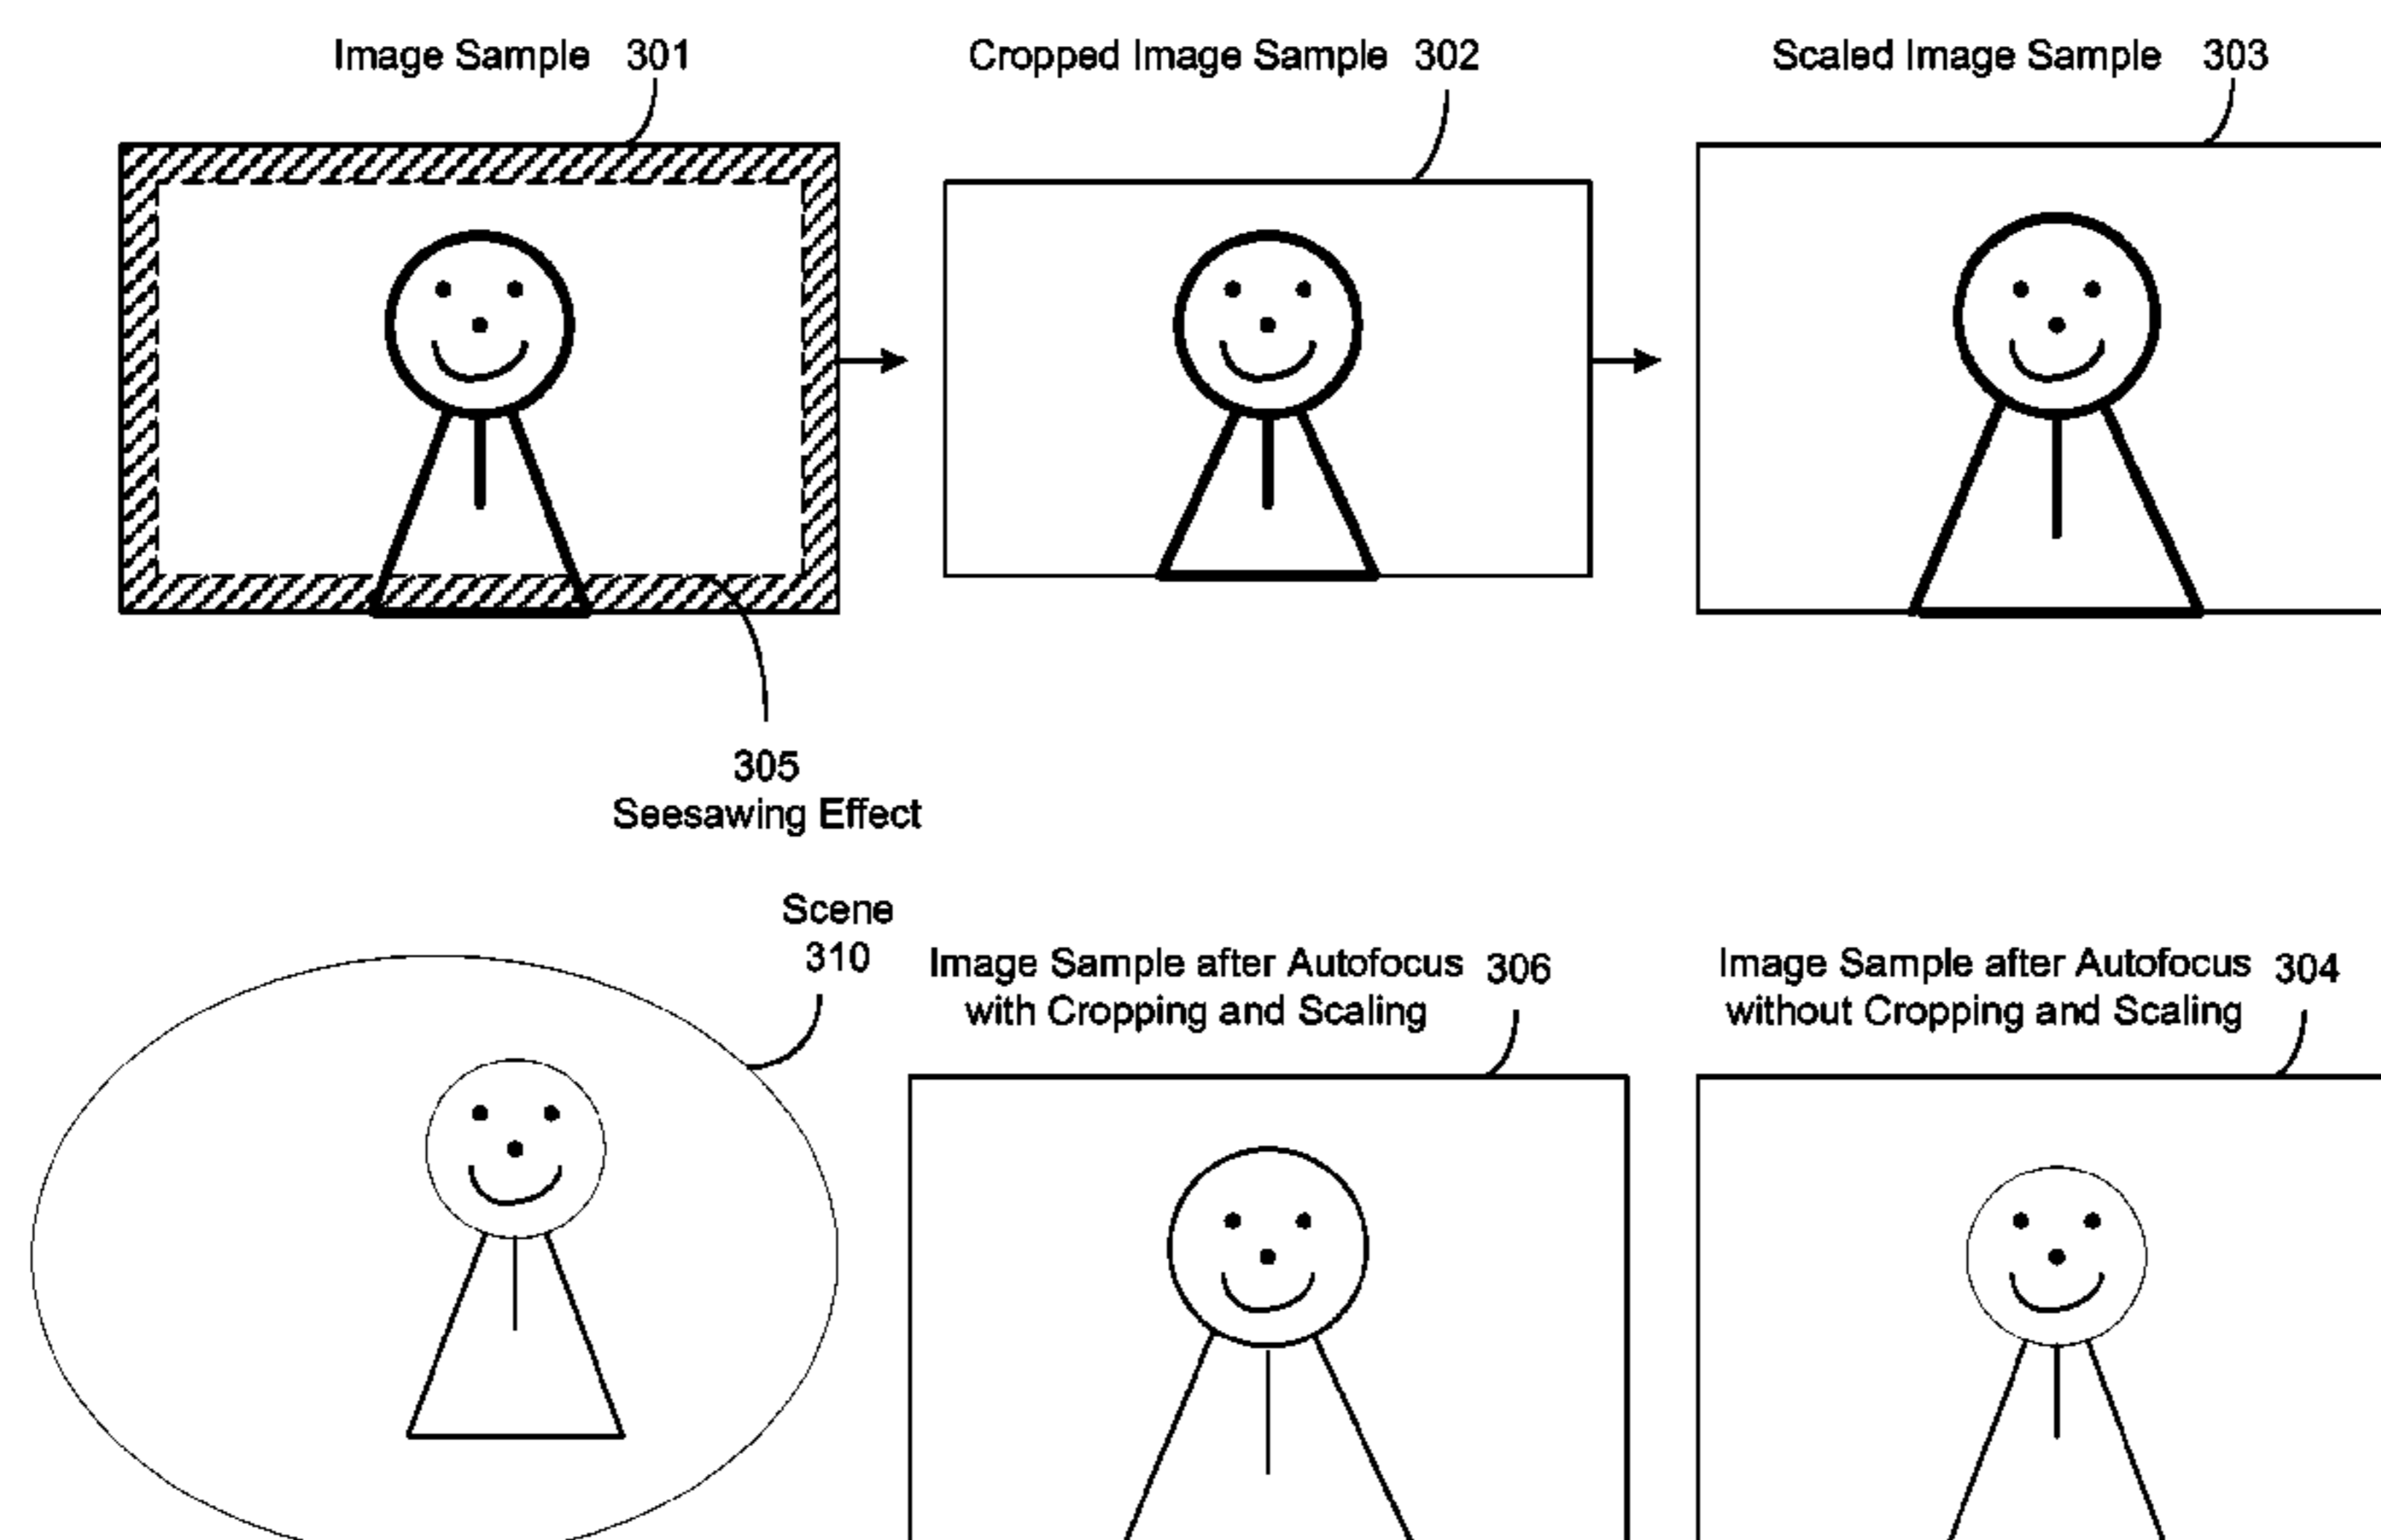 Image Sample 301
Cropped Image Sample 302
Scaled Image Sample 303
305
Seesawing Effect
Scene
310
Image Sample after Autofocus 306
with Cropping and Scaling
Image Sample after Autofocus 304
without Cropping and Scaling